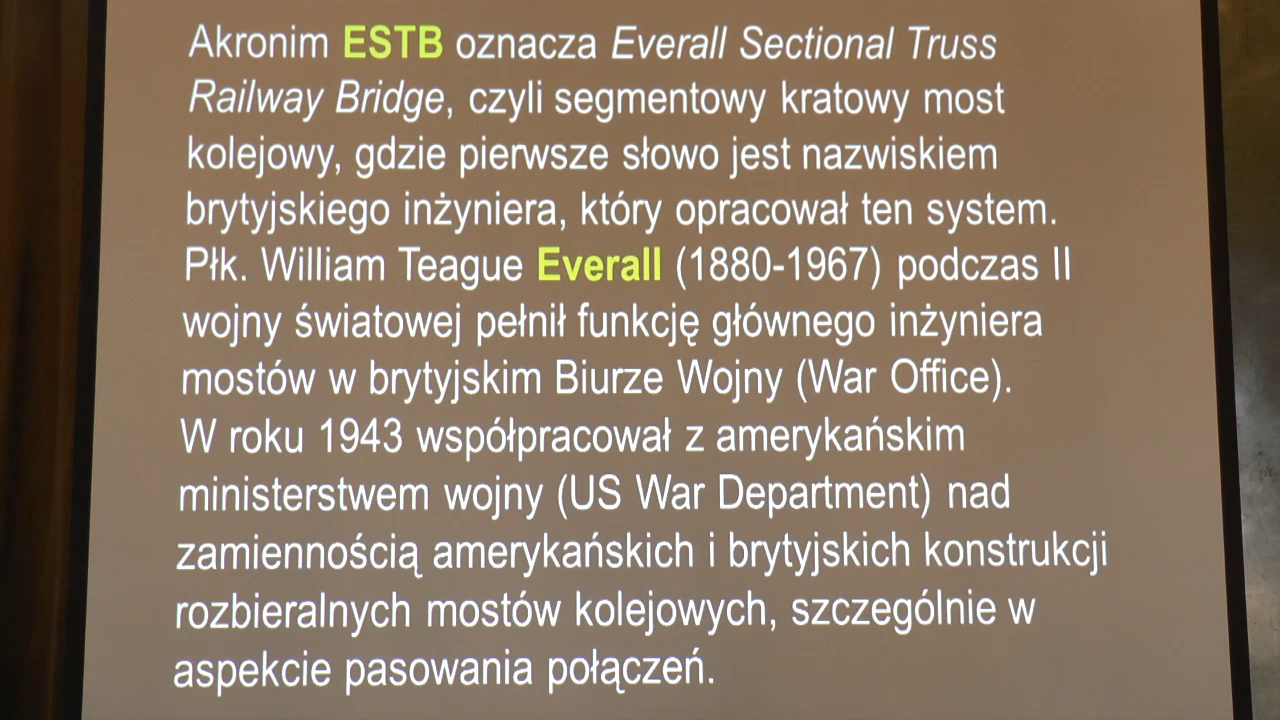 Akronim ESTB oznacza Everall Sectional Truss
Railway Bridge, czyli segmentowy kratowy most
kolejowy, gdzie pierwsze słowo jest nazwiskiem
brytyjskiego inżyniera, który opracował ten system.
Płk. William Teague Everall (1880-1967) podczas II
wojny światowej pełnił funkcję głównego inżyniera
mostów w brytyjskim Biurze Wojny (War Office).
W roku 1943 współpracował z amerykańskim
ministerstwem wojny (US War Department) nad
zamiennością amerykańskich i brytyjskich konstrukcji
rozbieralnych mostów kolejowych, szczególnie w
aspekcie pasowania połączeń.